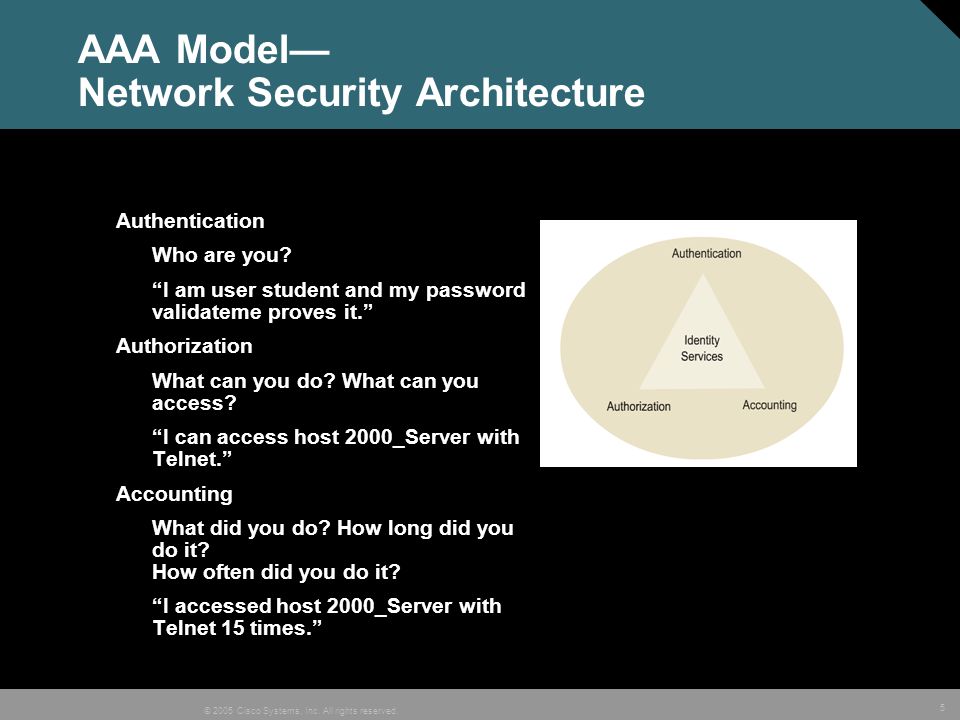 AAA Model—
Network Security Architecture
Authentication
Who are you?
“I am user student and my password
validateme proves it.”
Authorization
What can you do? What can you
access?
“I can access host 2000_Server with
Telnet.”
Accounting
What did you do? How long did you
do it?
How often did you do it?
“I accessed host 2000_Server with
Telnet 15 times.”
Authentication
Identity
Services
Authorization
Accounting
© 2005 Cisco Systems, Inc. All rights reserved.
5